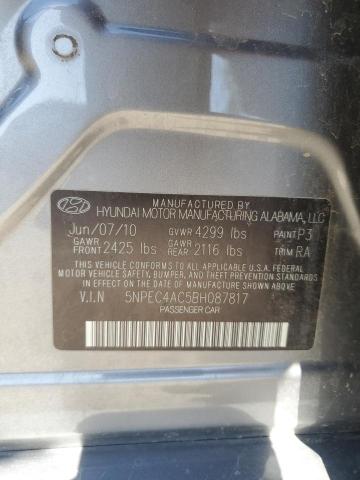 MANUFACTURED BY
HYUNDAI MOTOR MANUFACTURING ALABAMA, LLC
Jun/07/10 GVWR 4299 lbs PAINT P3
GAWR FRONT 2425 lbs GAWR REAR 2116 lbs TRIM RA
THIS VEHICLE CONFORMS TO ALL APPLICABLE U.S. FEDERAL
MOTOR VEHICLE SAFETY, BUMPER, AND THEFT PREVENTION
STANDARDS IN EFFECT ON THE DATE OF MANUFACTURE SHOWN ABOVE.
V.I.N 5NPEC4AC5BH087817
PASSENGER CAR